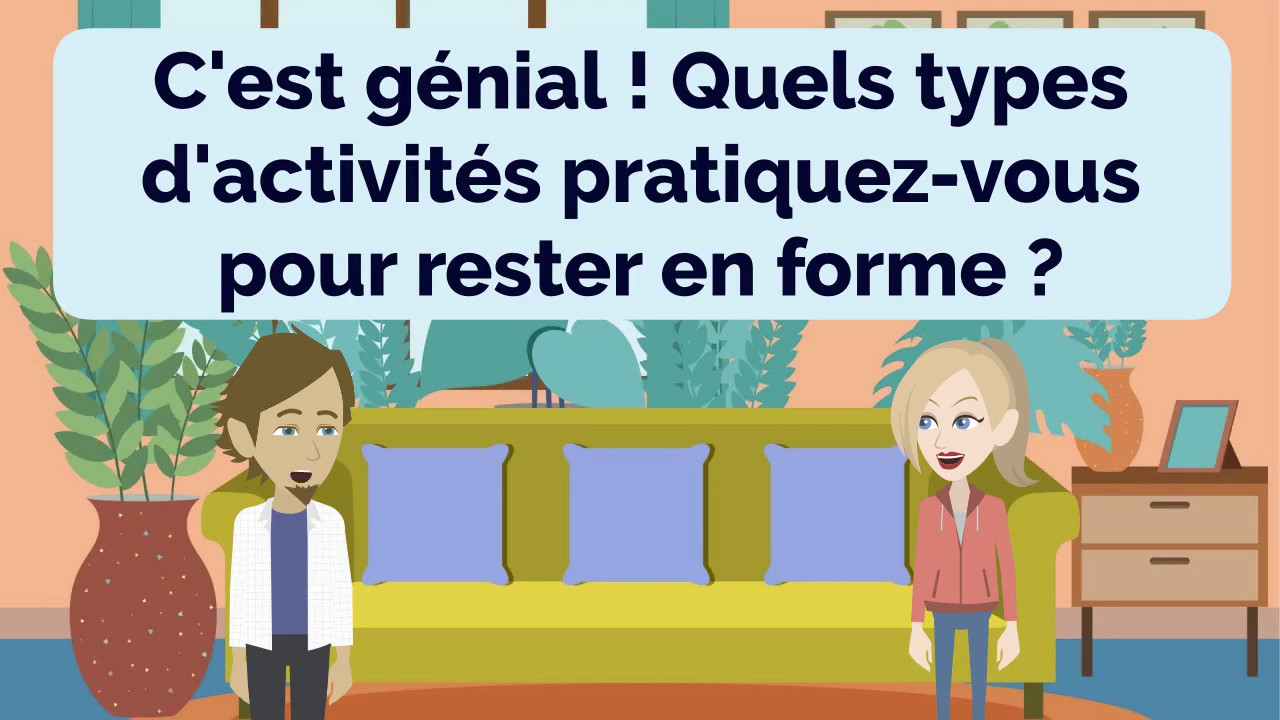 C'est génial ! Quels types
d'activités pratiquez-vous
pour rester en forme ?